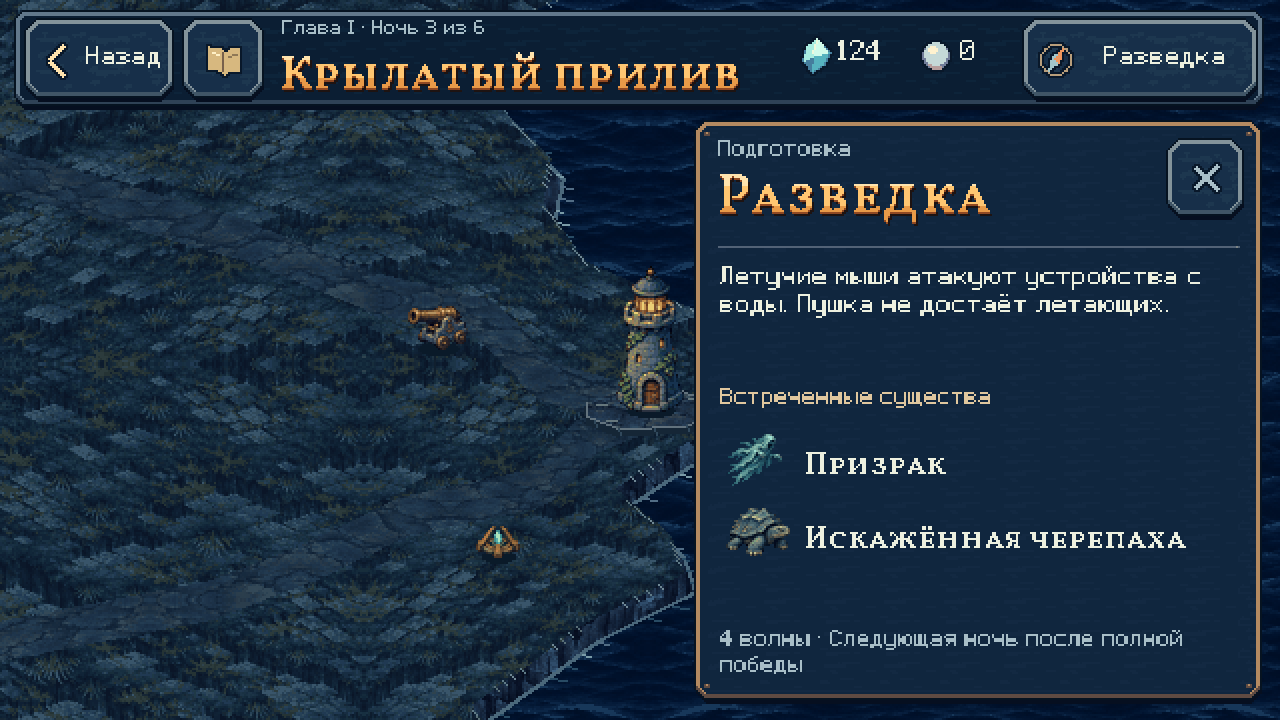 Назад
Глава I · Ночь 3 из 6
Крылатый прилив
124
0
Разведка
Подготовка
Разведка
Летучие мыши атакуют устройства с
воды. Пушка не достаёт летающих.
Встреченные существа
Призрак
Искажённая черепаха
4 волны · Следующая ночь после полной
победы